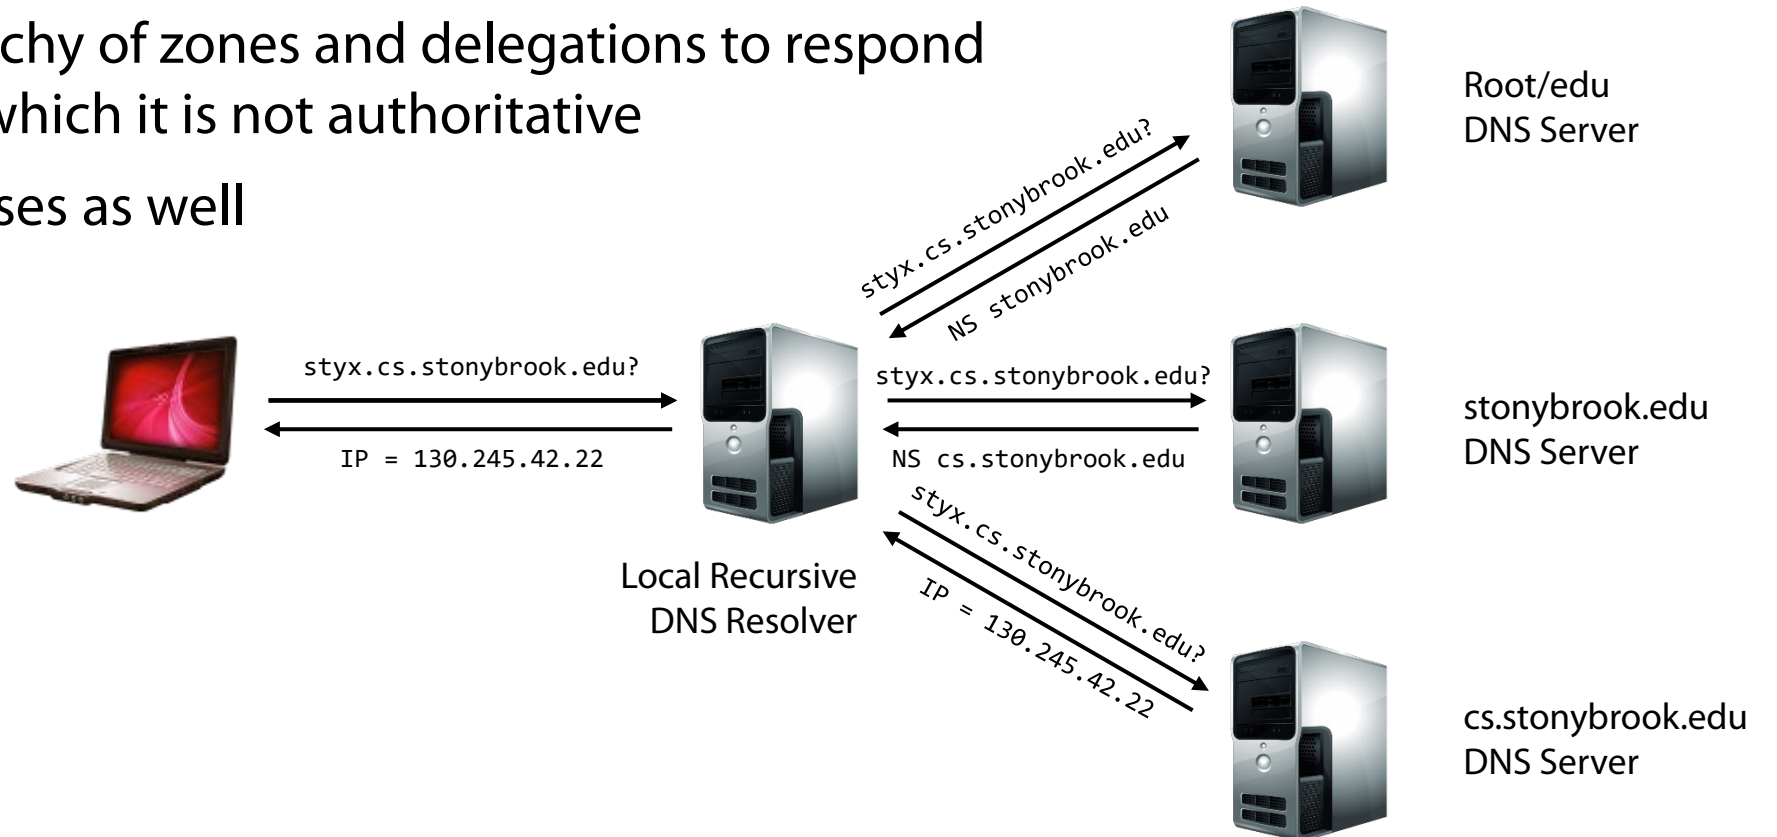 chy of zones and delegations to respond
which it is not authoritative
ses as well
Root/edu
DNS Server
styx.cs.stonybrook.edu?
NS stonybrook.edu
styx.cs.stonybrook.edu?
IP = 130.245.42.22
styx.cs.stonybrook.edu?
NS cs.stonybrook.edu
stonybrook.edu
DNS Server
Local Recursive
DNS Resolver
styx.cs.stonybrook.edu?
IP = 130.245.42.22
cs.stonybrook.edu
DNS Server